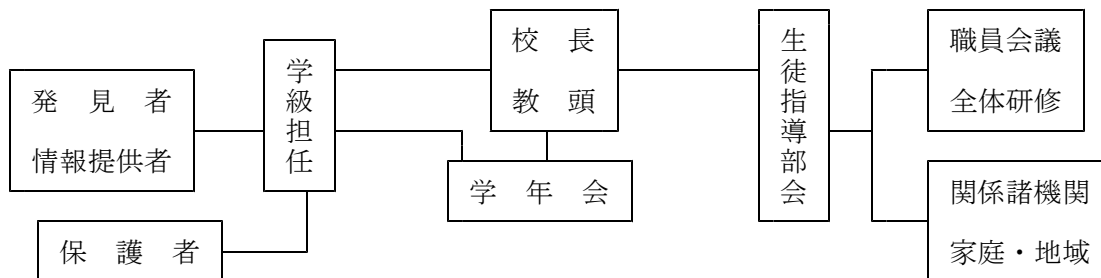 発見者
情報提供者
保護者
学級担任
校長
教頭
学年会
生徒指導部会
職員会議
全体研修
関係諸機関
家庭・地域